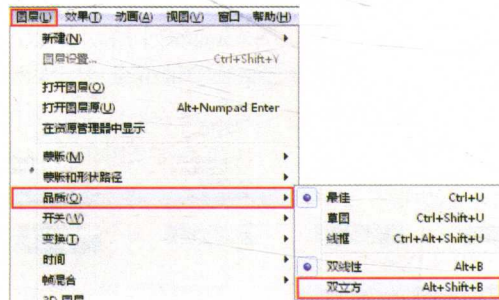 图层(L) 效果(T) 动画(A) 视图(V) 窗口 帮助(H)
新建(N)
图层设置... Ctrl+Shift+Y
打开图层(O)
打开图层源(U) Alt+Numpad Enter
在资源管理器中显示
蒙版(M)
蒙版和形状路径
品质(Q)
最佳 Ctrl+U
开关(W)
草图 Ctrl+Shift+U
变换(T)
线框 Ctrl+Alt+Shift+U
时间
双线性 Alt+B
帧混合
双立方 Alt+Shift+B
3D 图层